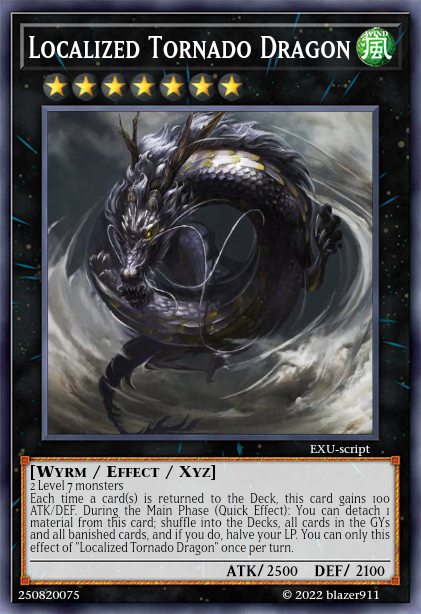 LOCALIZED TORNADO DRAGON
WIND
風
EXU-script
[WYRM / EFFECT / XYZ]
2 Level 7 monsters
Each time a card(s) is returned to the Deck, this card gains 100
ATK/DEF. During the Main Phase (Quick Effect): You can detach 1
material from this card; shuffle into the Decks, all cards in the GYs
and all banished cards, and if you do, halve your LP. You can only this
effect of "Localized Tornado Dragon" once per turn.
ATK/ 2500 DEF/ 2100
250820075 © 2022 blazer911